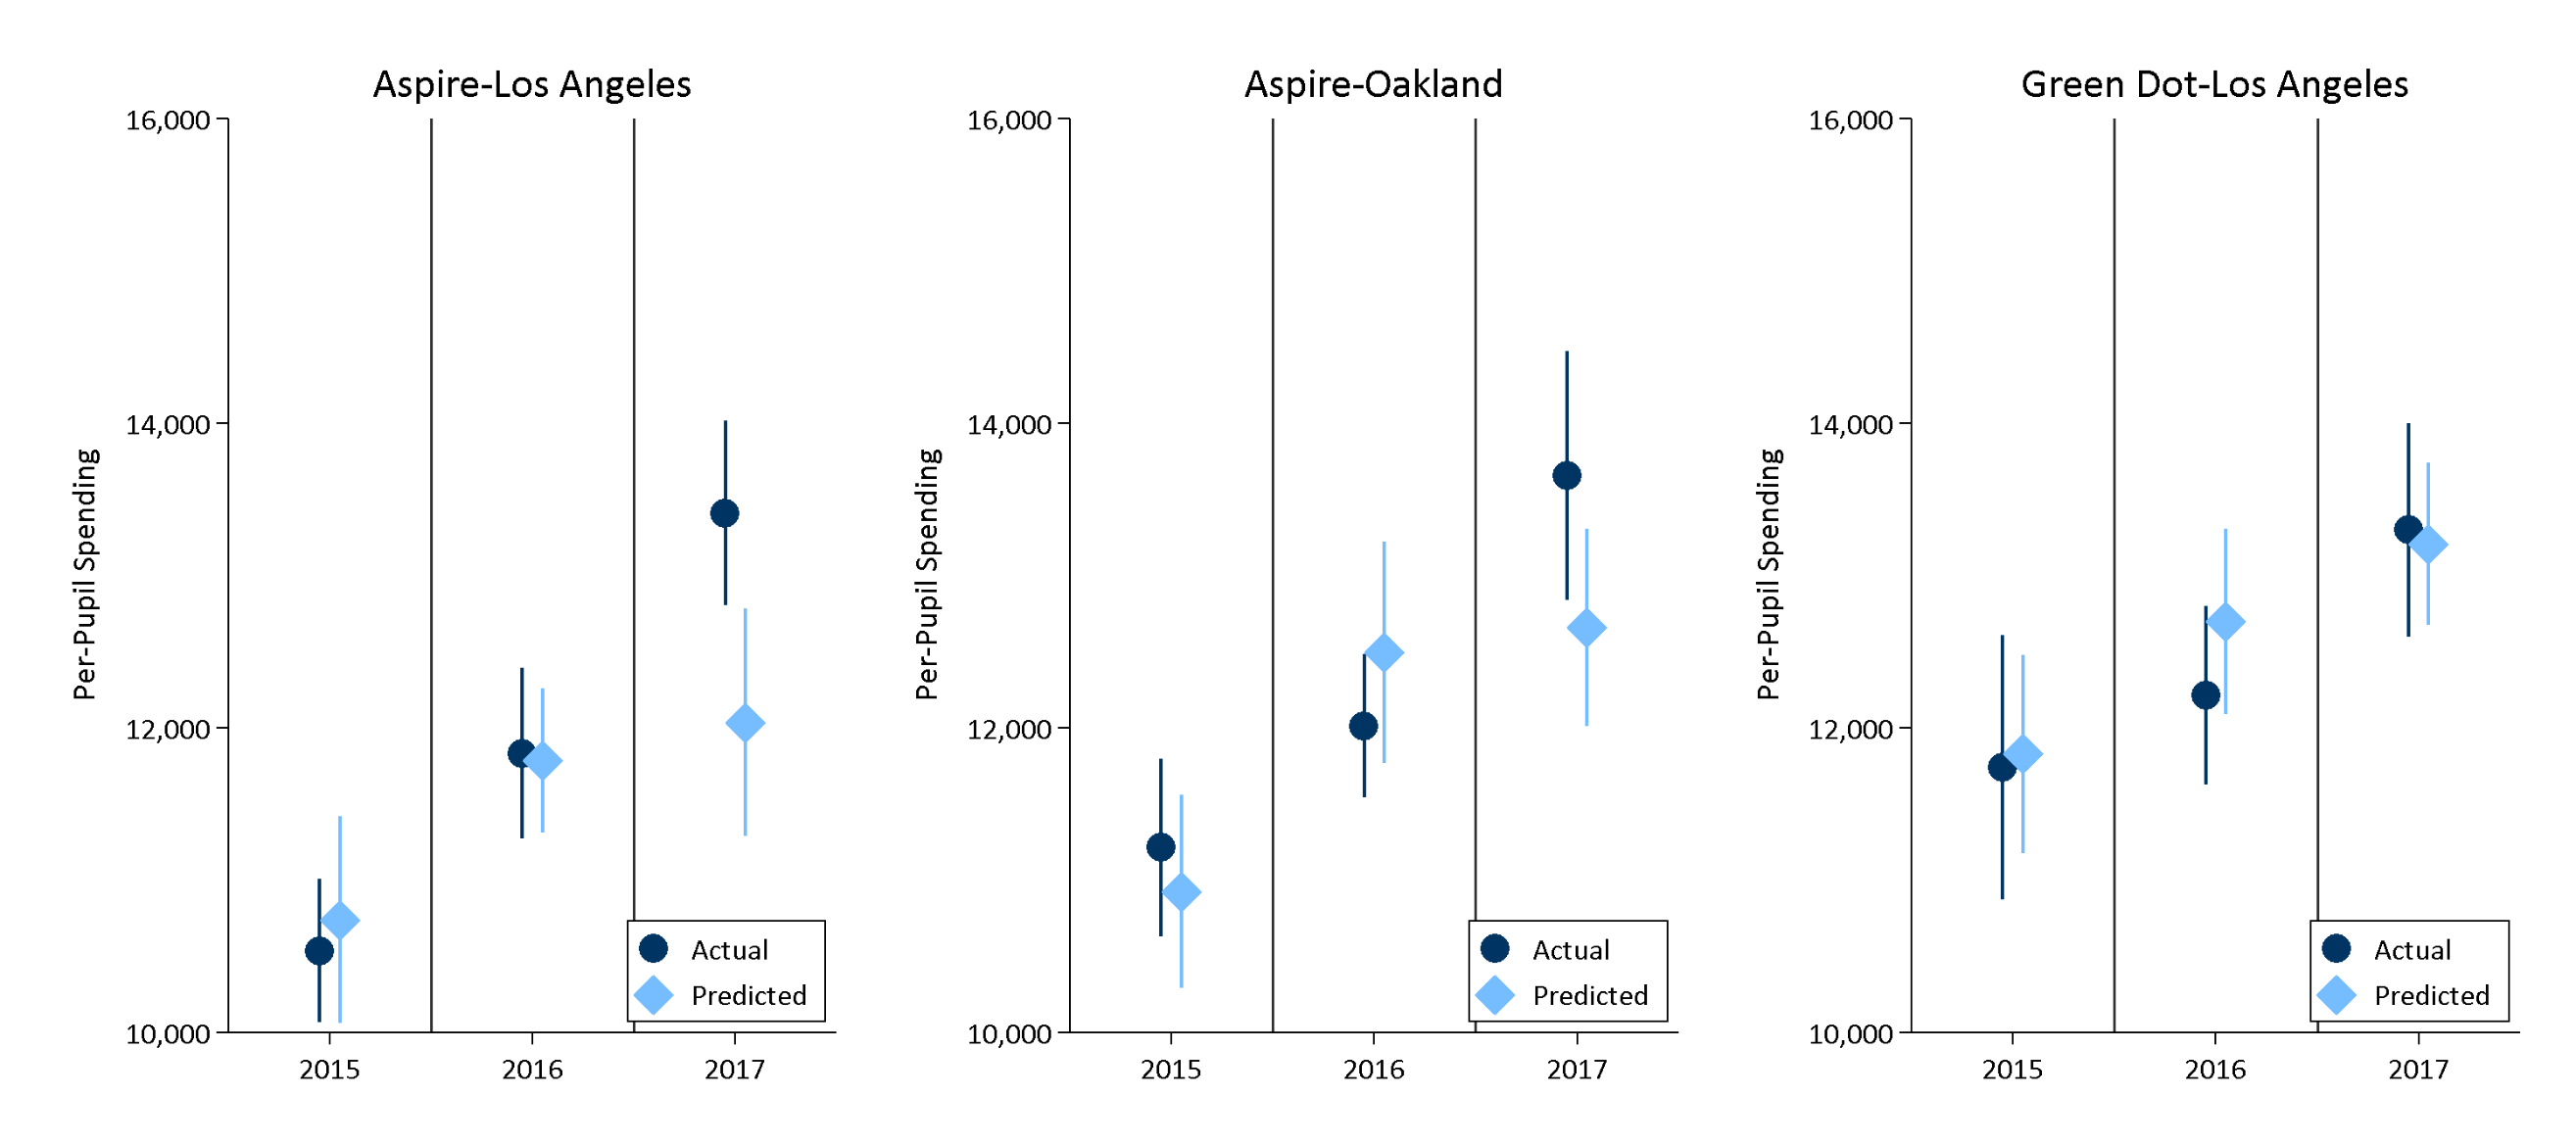 Aspire-Los Angeles
Per-Pupil Spending
16,000
14,000
12,000
10,000
2015 2016 2017
Actual
Predicted
Aspire-Oakland
Per-Pupil Spending
16,000
14,000
12,000
10,000
2015 2016 2017
Actual
Predicted
Green Dot-Los Angeles
Per-Pupil Spending
16,000
14,000
12,000
10,000
2015 2016 2017
Actual
Predicted